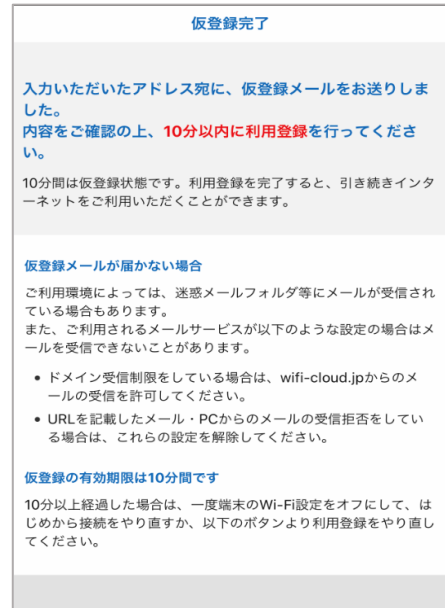 仮登録完了
入力いただいたアドレス宛に、仮登録メールをお送りしま
した。
内容をご確認の上、10分以内に利用登録を行ってくださ
い。
10分間は仮登録状態です。利用登録を完了すると、引き続きインタ
ーネットをご利用いただくことができます。
仮登録メールが届かない場合
ご利用環境によっては、迷惑メールフォルダ等にメールが受信され
ている場合もあります。
また、ご利用されるメールサービスが以下のような設定の場合はメ
ールを受信できないことがあります。
• ドメイン受信制限をしている場合は、wifi-cloud.jpからのメ
ールの受信を許可してください。
• URLを記載したメール・PCからのメールの受信拒否をしてい
る場合は、これらの設定を解除してください。
仮登録の有効期限は10分間です
10分以上経過した場合は、一度端末のWi-Fi設定をオフにして、は
じめから接続をやり直すか、以下のボタンより利用登録をやり直し
てください。